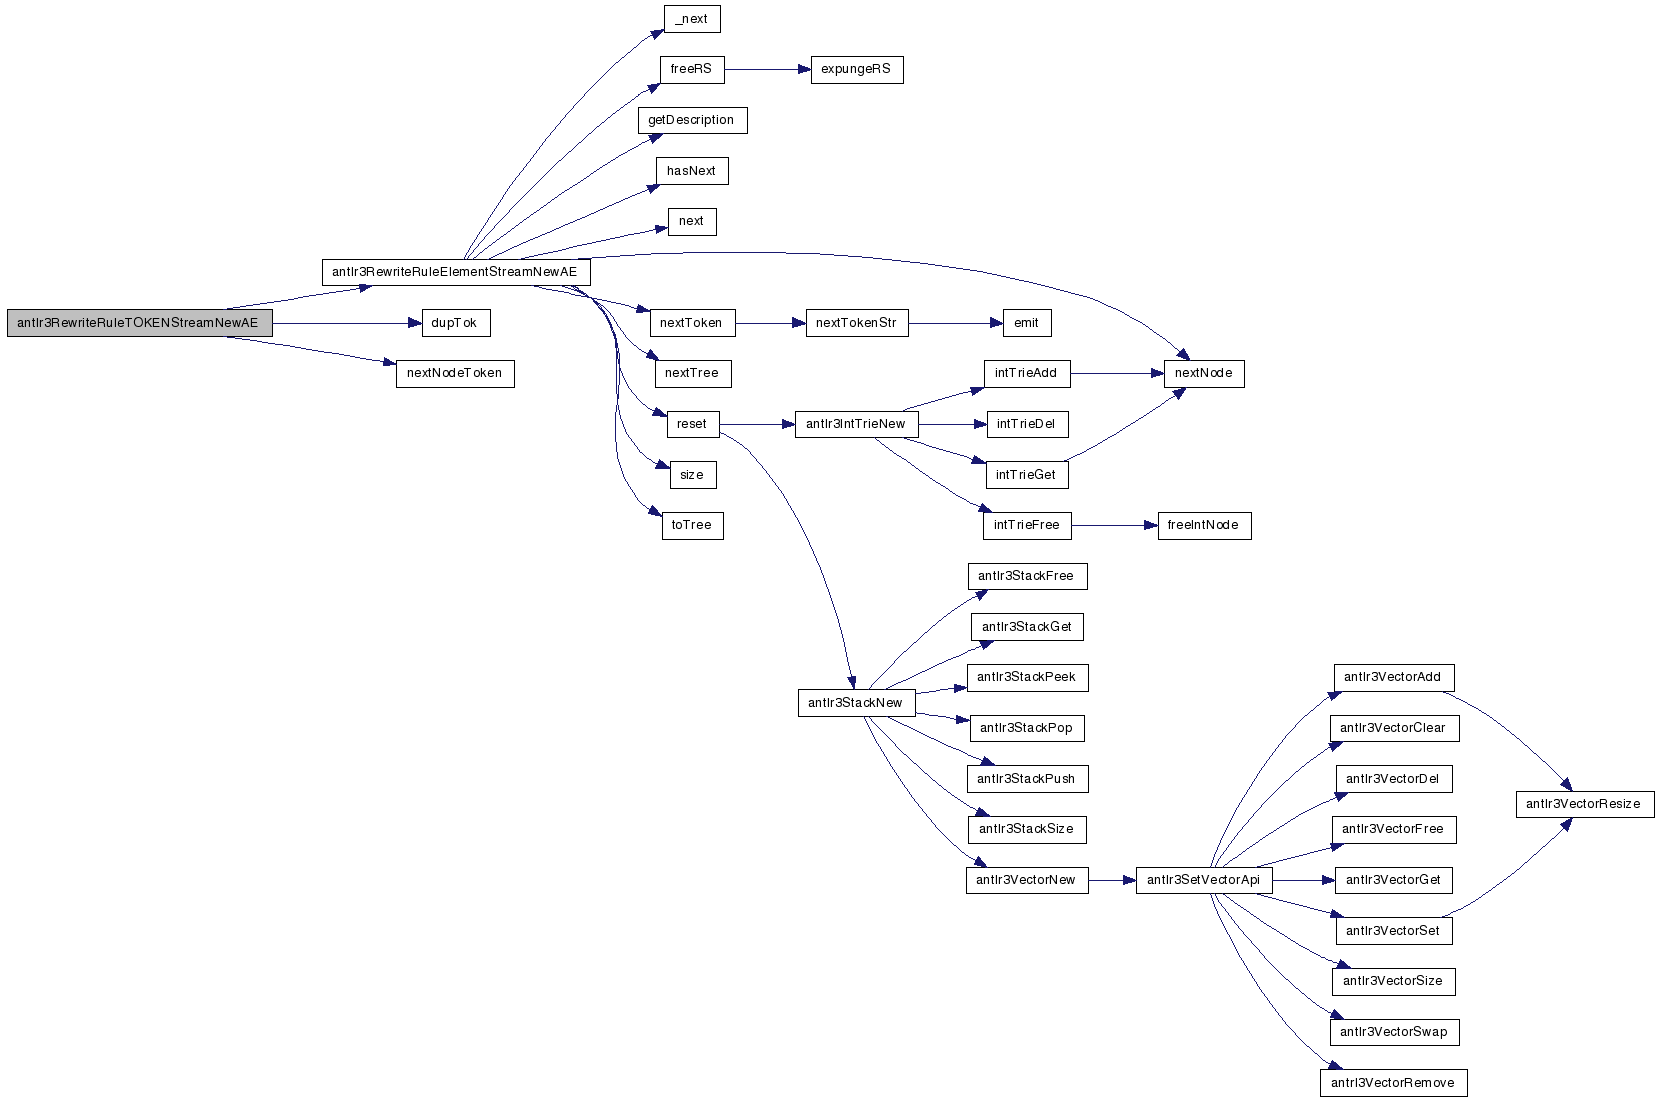 _next
freeRS
expungeRS
getDescription
hasNext
next
antlr3RewriteRuleElementStreamNewAE
antlr3RewriteRuleTOKENStreamNewAE
dupTok
nextToken
nextTokenStr
emit
nextNodeToken
nextTree
intTrieAdd
nextNode
reset
antlr3IntTrieNew
intTrieDel
size
intTrieGet
toTree
intTrieFree
freeIntNode
antlr3StackFree
antlr3StackGet
antlr3StackPeek
antlr3VectorAdd
antlr3StackNew
antlr3StackPop
antlr3VectorClear
antlr3StackPush
antlr3VectorDel
antlr3VectorResize
antlr3StackSize
antlr3VectorFree
antlr3VectorNew
antlr3SetVectorApi
antlr3VectorGet
antlr3VectorSet
antlr3VectorSize
antlr3VectorSwap
antrl3VectorRemove